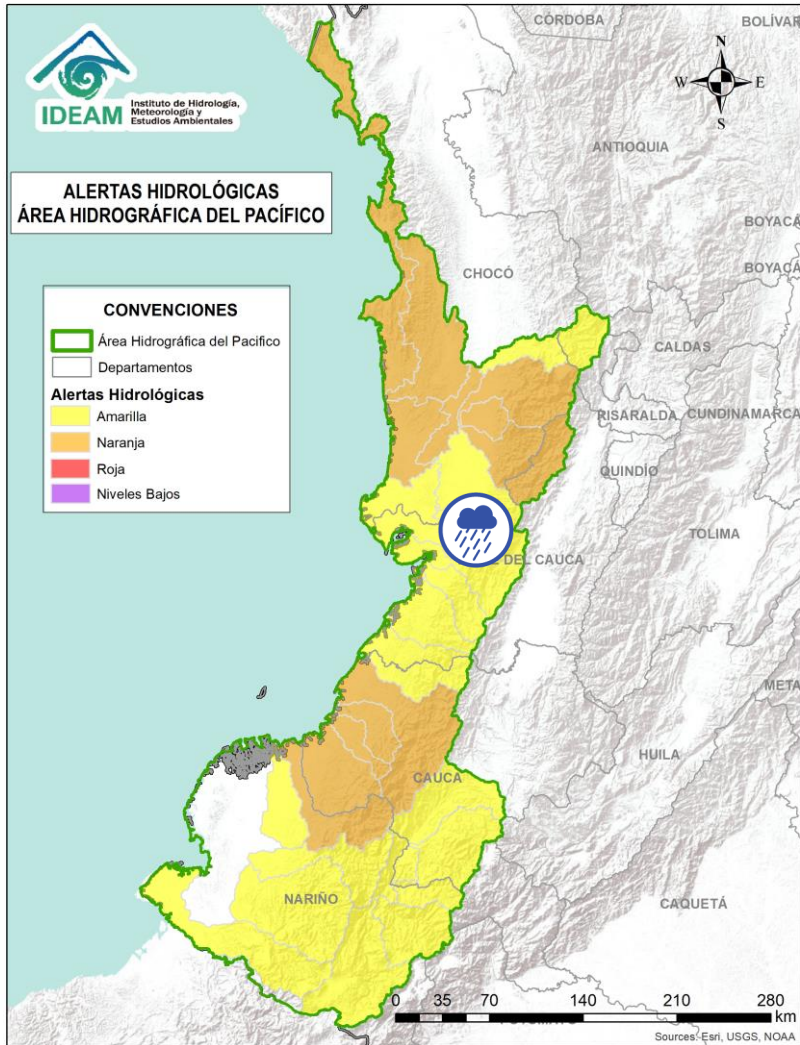 IDEAM
Instituto de Hidrología,
Meteorología y
Estudios Ambientales
ALERTAS HIDROLÓGICAS
ÁREA HIDROGRÁFICA DEL PACÍFICO
CONVENCIONES
Área Hidrográfica del Pacifico
Departamentos
Alertas Hidrológicas
Amarilla
Naranja
Roja
Niveles Bajos
N
W E
S
CÓRDOBA
BOLÍVAR
ANTIOQUIA
BOYACÁ
CHOCÓ
BOYACÁ
CALDAS
RISARALDA
CUNDINAMARCA
QUINDÍO
TOLIMA
DEL CAUCA
META
HUILA
CAUCA
NARIÑO
CAQUETÁ
0 35 70 140 210 280
km
Sources: Esri, USGS, NOAA